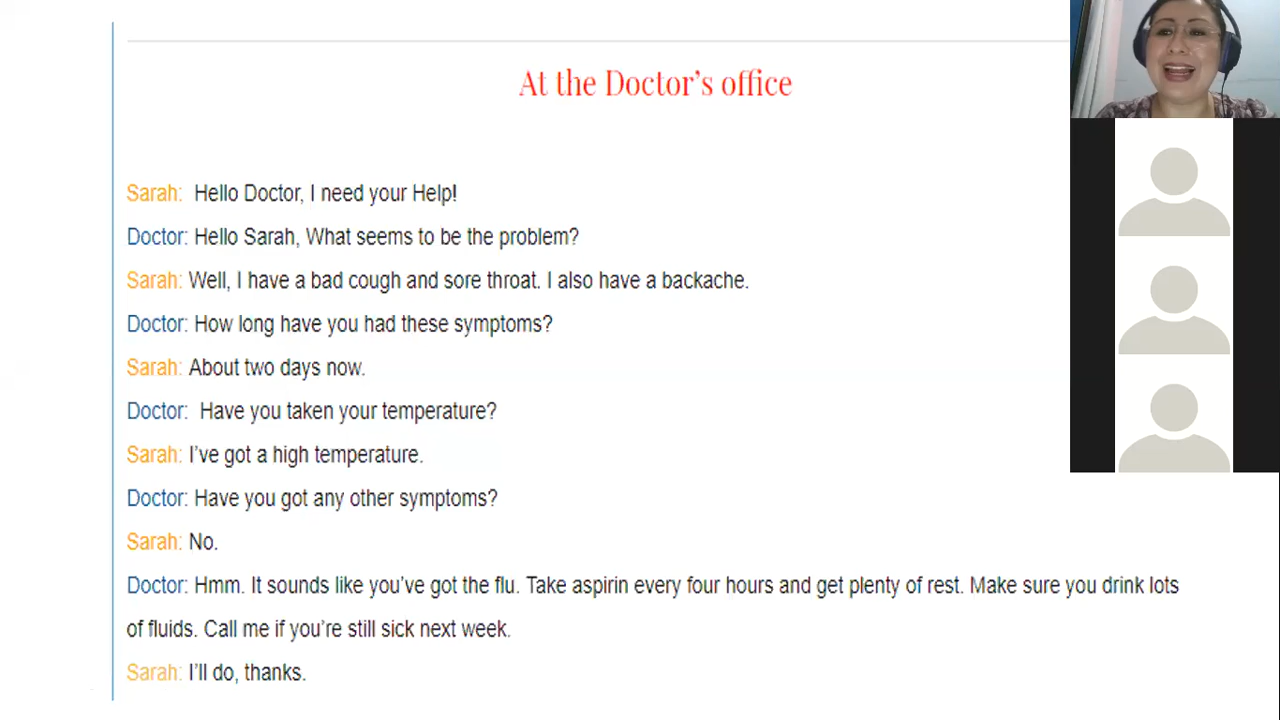 At the Doctor's office
Sarah: Hello Doctor, I need your Help!
Doctor: Hello Sarah, What seems to be the problem?
Sarah: Well, I have a bad cough and sore throat. I also have a backache.
Doctor: How long have you had these symptoms?
Sarah: About two days now.
Doctor: Have you taken your temperature?
Sarah: I've got a high temperature.
Doctor: Have you got any other symptoms?
Sarah: No.
Doctor: Hmm. It sounds like you've got the flu. Take aspirin every four hours and get plenty of rest. Make sure you drink lots
of fluids. Call me if you're still sick next week.
Sarah: I'll do, thanks.